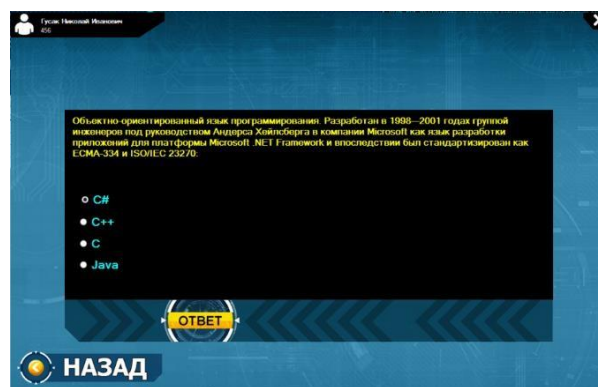 Гусак Николай Иванович
456
Объектно-ориентированный язык программирования. Разработан в 1998—2001 годах группой
инженеров под руководством Андерса Хейлсберга в компании Microsoft как язык разработки
приложений для платформы Microsoft .NET Framework и впоследствии был стандартизирован как
ECMA-334 и ISO/IEC 23270:
C#
C++
C
Java
ОТВЕТ
НАЗАД